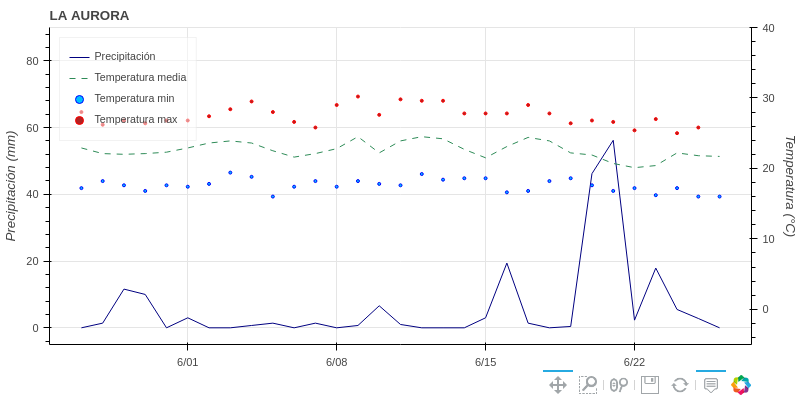 LA AURORA
Precipitación
Temperatura media
Temperatura min
Temperatura max
Precipitación (mm)
80
60
40
20
0
Temperatura (°C)
40
30
20
10
0
6/01
6/08
6/15
6/22